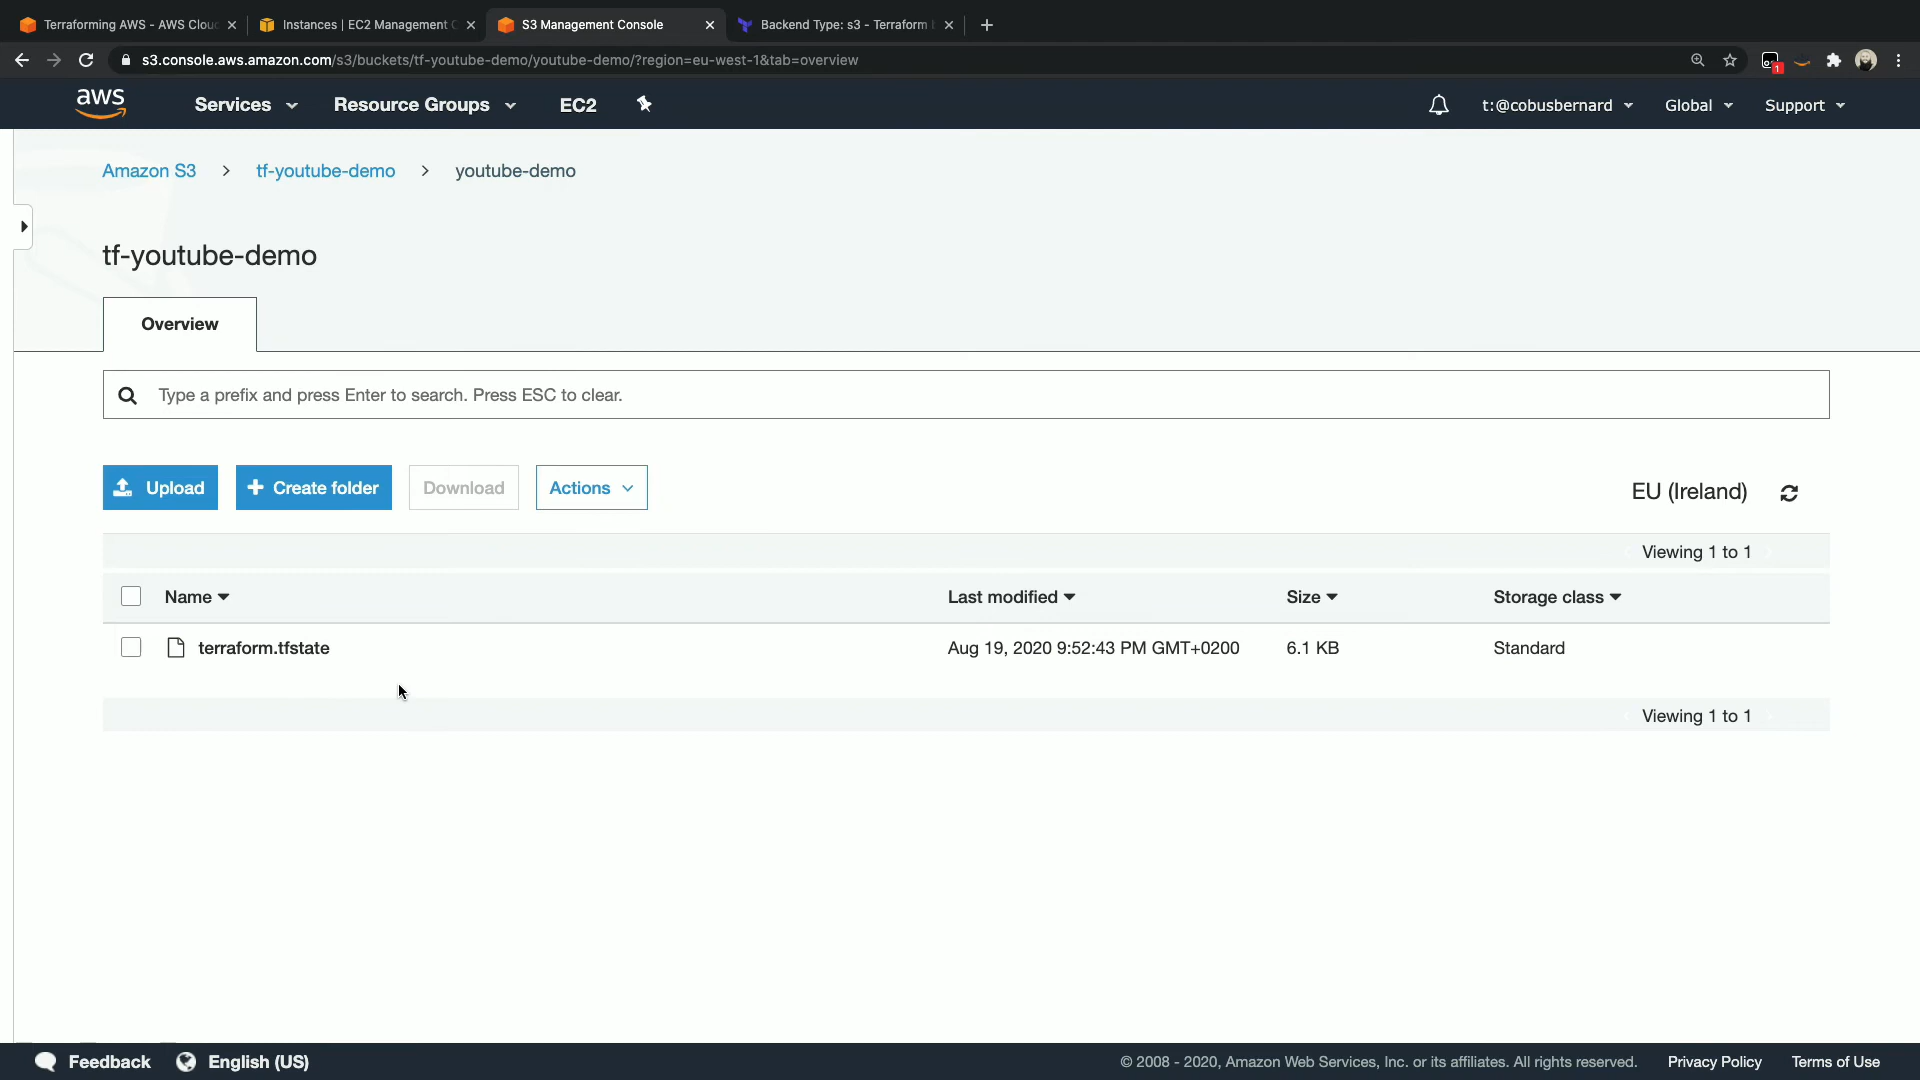 Terraforming AWS - AWS Clou
Instances | EC2 Management C
S3 Management Console
Backend Type: s3 - Terraform b
s3.console.aws.amazon.com/s3/buckets/tf-youtube-demo/youtube-demo/?region=eu-west-1&tab=overview
1
aws
Services
Resource Groups
EC2
t:@cobusbernard
Global
Support
Amazon S3 > tf-youtube-demo > youtube-demo
tf-youtube-demo
Overview
Type a prefix and press Enter to search. Press ESC to clear.
Upload
+ Create folder
Download
Actions
EU (Ireland)
Viewing 1 to 1
Name
Last modified
Size
Storage class
terraform.tfstate
Aug 19, 2020 9:52:43 PM GMT+0200
6.1 KB
Standard
Viewing 1 to 1
Feedback
English (US)
© 2008 - 2020, Amazon Web Services, Inc. or its affiliates. All rights reserved.
Privacy Policy
Terms of Use